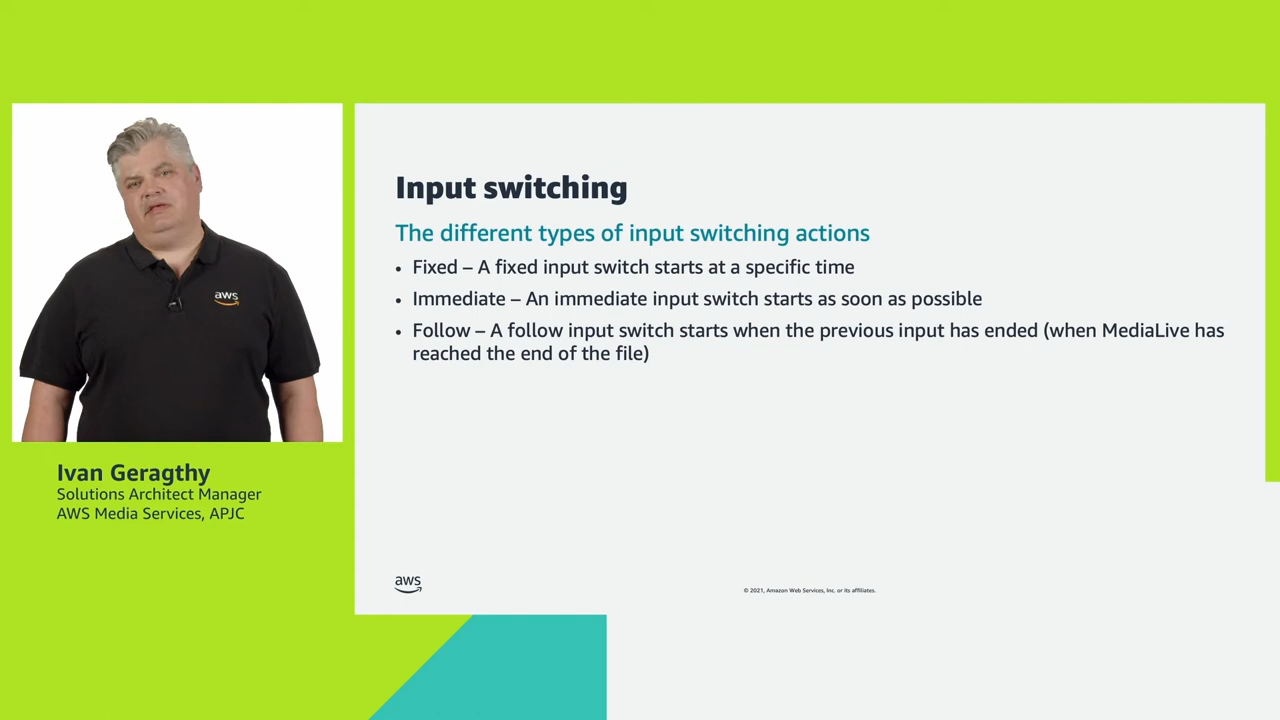 aws
Ivan Geragthy
Solutions Architect Manager
AWS Media Services, APJC
Input switching
The different types of input switching actions
• Fixed – A fixed input switch starts at a specific time
• Immediate – An immediate input switch starts as soon as possible
• Follow – A follow input switch starts when the previous input has ended (when MediaLive has
reached the end of the file)
aws
© 2021, Amazon Web Services, Inc. or its affiliates.